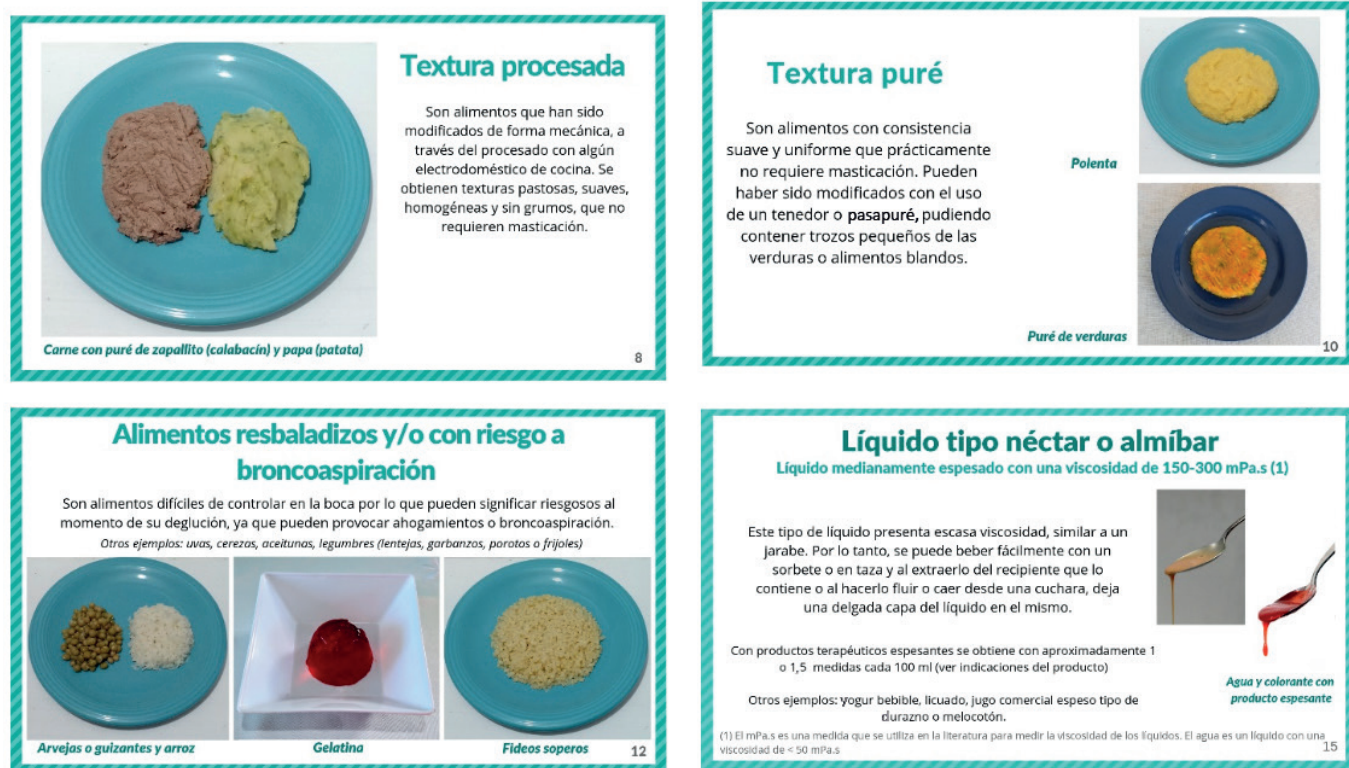 Textura procesada
Son alimentos que han sido
modificados de forma mecánica, a
través del procesado con algún
electrodoméstico de cocina. Se
obtienen texturas pastosas, suaves,
homogéneas y sin grumos, que no
requieren masticación.
Carne con puré de zapallito (calabacín) y papa (patata)
8
Textura puré
Son alimentos con consistencia
suave y uniforme que prácticamente
no requiere masticación. Pueden
haber sido modificados con el uso
de un tenedor o pasapuré, pudiendo
contener trozos pequeños de las
verduras o alimentos blandos.
Polenta
Puré de verduras
10
Alimentos resbaladizos y/o con riesgo a
broncoaspiración
Son alimentos difíciles de controlar en la boca por lo que pueden significar riesgosos al
momento de su deglución, ya que pueden provocar ahogamientos o broncoaspiración.
Otros ejemplos: uvas, cerezas, aceitunas, legumbres (lentejas, garbanzos, porotos o frijoles)
Arvejas o guizantes y arroz
Gelatina
Fideos soperos
12
Líquido tipo néctar o almíbar
Líquido medianamente espesado con una viscosidad de 150-300 mPa.s (1)
Este tipo de líquido presenta escasa viscosidad, similar a un
jarabe. Por lo tanto, se puede beber fácilmente con un
sorbete o en taza y al extraerlo del recipiente que lo
contiene o al hacerlo fluir o caer desde una cuchara, deja
una delgada capa del líquido en el mismo.
Con productos terapéuticos espesantes se obtiene con aproximadamente 1
o 1,5 medidas cada 100 ml (ver indicaciones del producto)
Otros ejemplos: yogur bebible, licuado, jugo comercial espeso tipo de
durazno o melocotón.
Agua y colorante con
producto espesante
(1) El mPa.s es una medida que se utiliza en la literatura para medir la viscosidad de los líquidos. El agua es un líquido con una
viscosidad de < 50 mPa.s
15